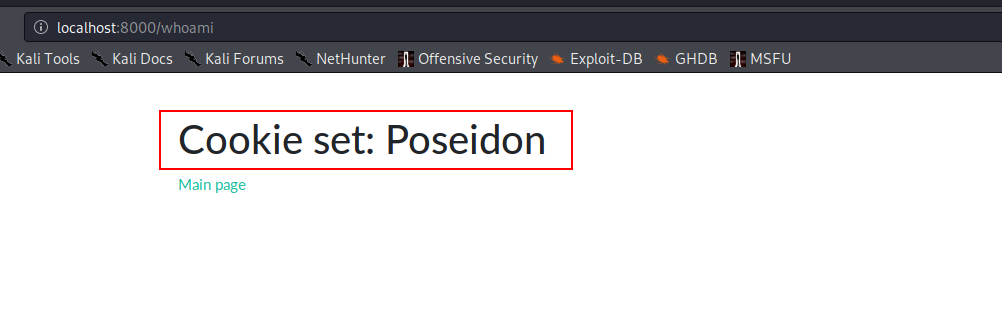 localhost:8000/whoami
Kali Tools Kali Docs Kali Forums NetHunter Offensive Security Exploit-DB GHDB MSFU
Cookie set: Poseidon
Main page